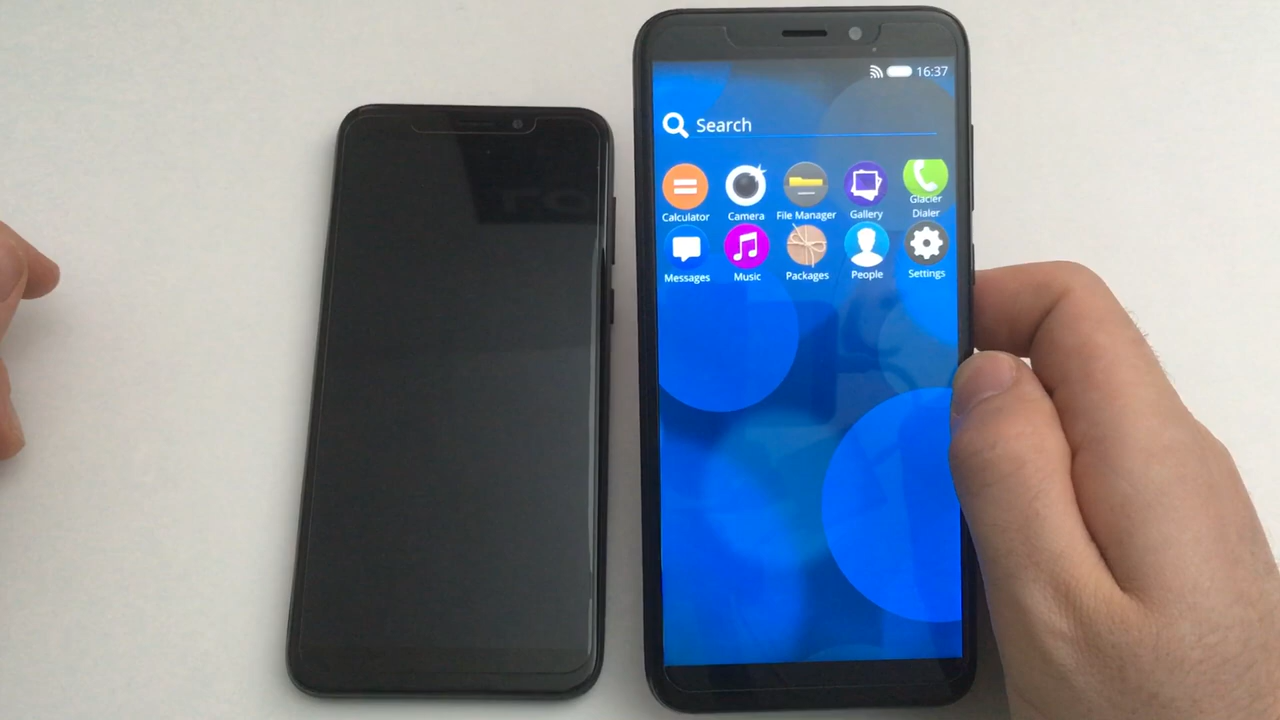 16:37
Search
Calculator Camera File Manager Gallery Glacier Dialer
Messages Music Packages People Settings